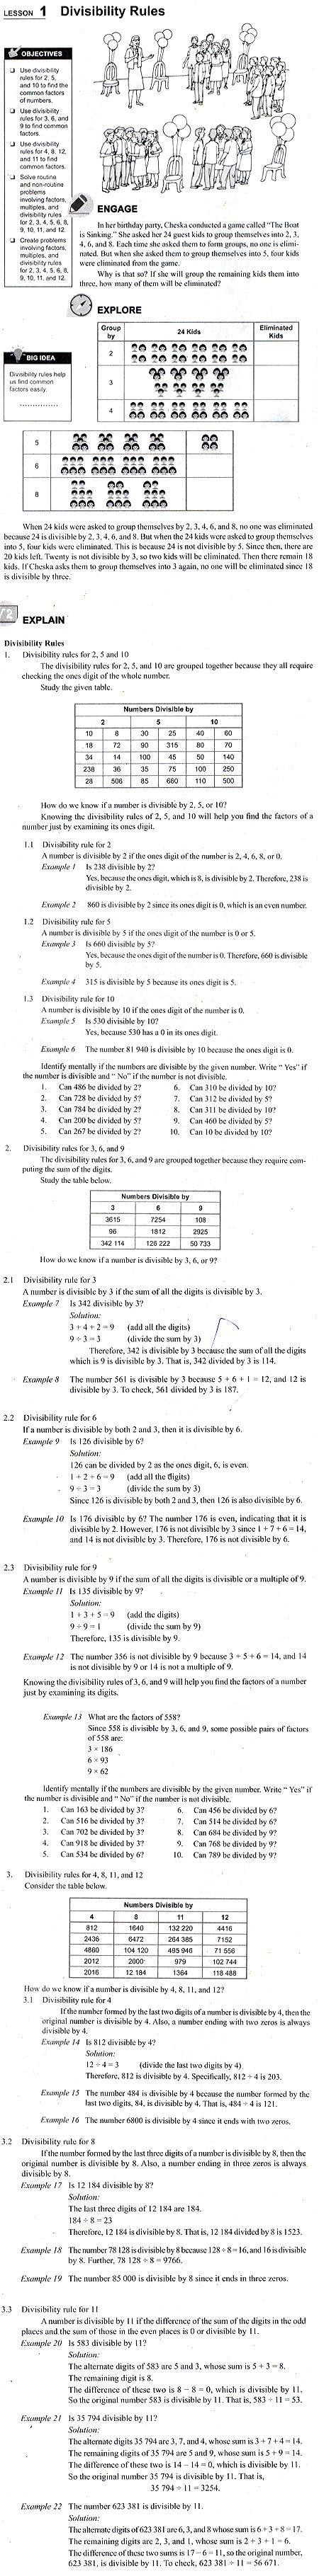 LESSON 1 Divisibility Rules
OBJECTIVES
❑ Use divisibility
rules for 2, 5,
and 10 to find the
common factors
of numbers.
❑ Use divisibility
rules for 3, 6, and
9 to find common
factors.
❑ Use divisibility
rules for 4, 8, 12,
and 11 to find
common factors.
❑ Solve routine
and non-routine
problems
involving factors,
multiples, and
divisibility rules
for 2, 3, 4, 5, 6, 8,
9, 10, 11, and 12.
❑ Create problems
involving factors,
multiples, and
divisibility rules
for 2, 3, 4, 5, 6, 8,
9, 10, 11, and 12.
ENGAGE
In her birthday party, Cheska conducted a game called “The Boat
is Sinking.” She asked her 24 guest kids to group themselves into 2, 3,
4, 6, and 8. Each time she asked them to form groups, no one is elimi-
nated. But when she asked them to group themselves into 5, four kids
were eliminated from the game.
Why is that so? If she will group the remaining kids them into
three, how many of them will be eliminated?
EXPLORE
BIG IDEA
Divisibility rules help
us find common
factors easily.
Group by 24 Kids Eliminated Kids
2
3
4
5
6
8
When 24 kids were asked to group themselves by 2, 3, 4, 6, and 8, no one was eliminated
because 24 is divisible by 2, 3, 4, 6, and 8. But when the 24 kids were asked to group themselves
into 5, four kids were eliminated. This is because 24 is not divisible by 5. Since then, there are
20 kids left. Twenty is not divisible by 3, so two kids will be eliminated. Then there remain 18
kids. If Cheska asks them to group themselves into 3 again, no one will be eliminated since 18
is divisible by three.
EXPLAIN
Divisibility Rules
1. Divisibility rules for 2, 5 and 10
The divisibility rules for 2, 5, and 10 are grouped together because they all require
checking the ones digit of the whole number.
Study the given table.
Numbers Divisible by
2 5 10
10 8 30 25 40 60
18 72 90 315 80 70
34 14 100 45 50 140
238 36 35 75 100 250
28 506 85 660 110 500
How do we know if a number is divisible by 2, 5, or 10?
Knowing the divisibility rules of 2, 5, and 10 will help you find the factors of a
number just by examining its ones digit.
1.1 Divisibility rule for 2
A number is divisible by 2 if the ones digit of the number is 2, 4, 6, 8, or 0.
Example 1 Is 238 divisible by 2?
Yes, because the ones digit, which is 8, is divisible by 2. Therefore, 238 is
divisible by 2.
Example 2 860 is divisible by 2 since its ones digit is 0, which is an even number.
1.2 Divisibility rule for 5
A number is divisible by 5 if the ones digit of the number is 0 or 5.
Example 3 Is 660 divisible by 5?
Yes, because the ones digit of the number is 0. Therefore, 660 is divisible
by 5.
Example 4 315 is divisible by 5 because its ones digit is 5.
1.3 Divisibility rule for 10
A number is divisible by 10 if the ones digit of the number is 0.
Example 5 Is 530 divisible by 10?
Yes, because 530 has a 0 in its ones digit.
Example 6 The number 81 940 is divisible by 10 because the ones digit is 0.
Identify mentally if the numbers are divisible by the given number. Write “ Yes” if
the number is divisible and “ No” if the number is not divisible.
1. Can 486 be divided by 2? 6. Can 310 be divided by 10?
2. Can 728 be divided by 5? 7. Can 312 be divided by 5?
3. Can 784 be divided by 2? 8. Can 311 be divided by 10?
4. Can 200 be divided by 5? 9. Can 460 be divided by 5?
5. Can 267 be divided by 2? 10. Can 10 be divided by 10?
2. Divisibility rules for 3, 6, and 9
The divisibility rules for 3, 6, and 9 are grouped together because they require com-
puting the sum of the digits.
Study the table below.
Numbers Divisible by
3 6 9
3615 7254 108
96 1812 2925
342 114 126 222 50 733
How do we know if a number is divisible by 3, 6, or 9?
2.1 Divisibility rule for 3
A number is divisible by 3 if the sum of all the digits is divisible by 3.
Example 7 Is 342 divisible by 3?
Solution:
3 + 4 + 2 = 9 (add all the digits)
9 ÷ 3 = 3 (divide the sum by 3)
Therefore, 342 is divisible by 3 because the sum of all the digits
which is 9 is divisible by 3. That is, 342 divided by 3 is 114.
Example 8 The number 561 is divisible by 3 because 5 + 6 + 1 = 12, and 12 is
divisible by 3. To check, 561 divided by 3 is 187.
2.2 Divisibility rule for 6
If a number is divisible by both 2 and 3, then it is divisible by 6.
Example 9 Is 126 divisible by 6?
Solution:
126 can be divided by 2 as the ones digit, 6, is even.
1 + 2 + 6 = 9 (add all the digits)
9 ÷ 3 = 3 (divide the sum by 3)
Since 126 is divisible by both 2 and 3, then 126 is also divisible by 6.
Example 10 Is 176 divisible by 6? The number 176 is even, indicating that it is
divisible by 2. However, 176 is not divisible by 3 since 1 + 7 + 6 = 14,
and 14 is not divisible by 3. Therefore, 176 is not divisible by 6.
2.3 Divisibility rule for 9
A number is divisible by 9 if the sum of all the digits is divisible or a multiple of 9.
Example 11 Is 135 divisible by 9?
Solution:
1 + 3 + 5 = 9 (add the digits)
9 ÷ 9 = 1 (divide the sum by 9)
Therefore, 135 is divisible by 9.
Example 12 The number 356 is not divisible by 9 because 3 + 5 + 6 = 14, and 14
is not divisible by 9 or 14 is not a multiple of 9.
Knowing the divisibility rules of 3, 6, and 9 will help you find the factors of a number
just by examining its digits.
Example 13 What are the factors of 558?
Since 558 is divisible by 3, 6, and 9, some possible pairs of factors
of 558 are:
3 × 186
6 × 93
9 × 62
Identify mentally if the numbers are divisible by the given number. Write “ Yes” if
the number is divisible and “ No” if the number is not divisible.
1. Can 163 be divided by 3? 6. Can 456 be divided by 6?
2. Can 516 be divided by 3? 7. Can 514 be divided by 6?
3. Can 702 be divided by 3? 8. Can 684 be divided by 9?
4. Can 918 be divided by 3? 9. Can 768 be divided by 9?
5. Can 534 be divided by 6? 10. Can 789 be divided by 9?
3. Divisibility rules for 4, 8, 11, and 12
Consider the table below.
Numbers Divisible by
4 8 11 12
812 1640 132 220 4416
2436 6472 264 385 7152
4860 104 120 495 946 71 556
2012 2000 979 102 744
2016 12 184 1364 118 488
How do we know if a number is divisible by 4, 8, 11, and 12?
3.1 Divisibility rule for 4
If the number formed by the last two digits of a number is divisible by 4, then the
original number is divisible by 4. Also, a number ending with two zeros is always
divisible by 4.
Example 14 Is 812 divisible by 4?
Solution:
12 ÷ 4 = 3 (divide the last two digits by 4)
Therefore, 812 is divisible by 4. Specifically, 812 ÷ 4 is 203.
Example 15 The number 484 is divisible by 4 because the number formed by the
last two digits, 84, is divisible by 4. That is, 484 ÷ 4 is 121.
Example 16 The number 6800 is divisible by 4 since it ends with two zeros.
3.2 Divisibility rule for 8
If the number formed by the last three digits of a number is divisible by 8, then the
original number is divisible by 8. Also, a number ending in three zeros is always
divisible by 8.
Example 17 Is 12 184 divisible by 8?
Solution:
The last three digits of 12 184 are 184.
184 ÷ 8 = 23
Therefore, 12 184 is divisible by 8. That is, 12 184 divided by 8 is 1523.
Example 18 The number 78 128 is divisible by 8 because 128 ÷ 8 = 16, and 16 is divisible
by 8. Further, 78 128 ÷ 8 = 9766.
Example 19 The number 85 000 is divisible by 8 since it ends in three zeros.
3.3 Divisibility rule for 11
A number is divisible by 11 if the difference of the sum of the digits in the odd
places and the sum of those in the even places is 0 or divisible by 11.
Example 20 Is 583 divisible by 11?
Solution:
The alternate digits of 583 are 5 and 3, whose sum is 5 + 3 = 8.
The remaining digit is 8.
The difference of these two is 8 − 8 = 0, which is divisible by 11.
So the original number 583 is divisible by 11. That is, 583 ÷ 11 = 53.
Example 21 Is 35 794 divisible by 11?
Solution:
The alternate digits 35 794 are 3, 7, and 4, whose sum is 3 + 7 + 4 = 14.
The remaining digits of 35 794 are 5 and 9, whose sum is 5 + 9 = 14.
The difference of these two is 14 − 14 = 0, which is divisible by 11.
So the original number 35 794 is divisible by 11. That is,
35 794 ÷ 11 = 3254.
Example 22 The number 623 381 is divisible by 11.
Solution:
The alternate digits of 623 381 are 6, 3, and 8 whose sum is 6 + 3 + 8 = 17.
The remaining digits are 2, 3, and 1, whose sum is 2 + 3 + 1 = 6.
The difference of these two sums is 17 − 6 = 11, so the original number,
623 381, is divisible by 11. To check, 623 381 ÷ 11 = 56 671.